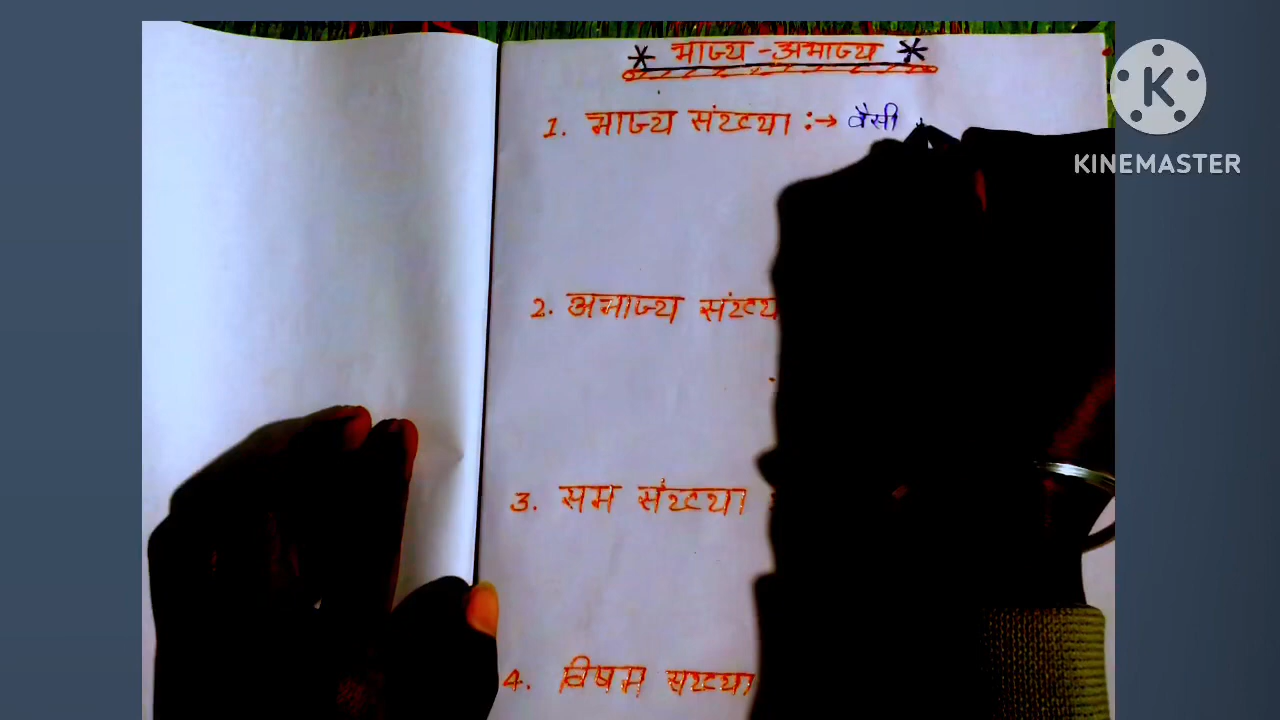 * भाज्य - अभाज्य *
1. भाज्य संख्या :→ वैसी
2. अभाज्य संख्या
3. सम संख्या
4. विषम संख्या
K
KINEMASTER